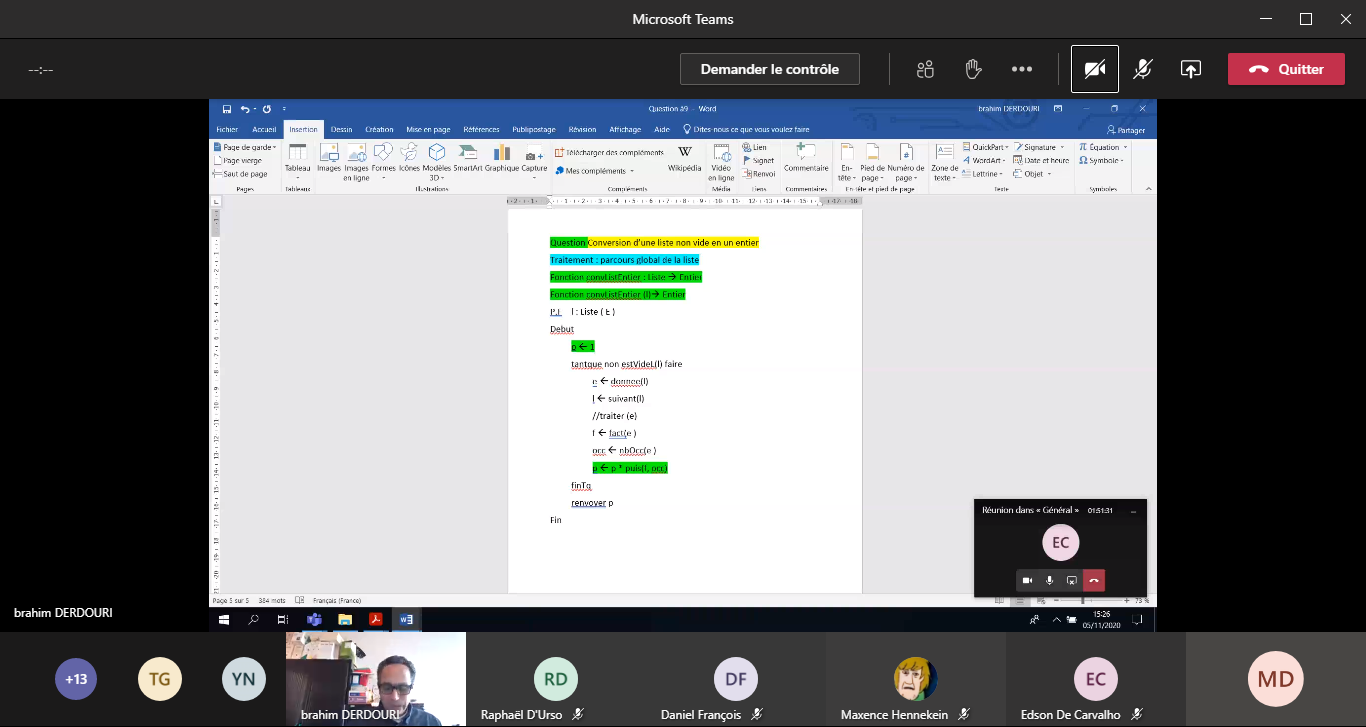 Microsoft Teams
--:--
Demander le contrôle
Quitter
Question a9 - Word
brahim DERDOURI
Fichier Accueil Insertion Dessin Création Mise en page Références Publipostage Révision Affichage Aide Dites-nous ce que vous voulez faire
Partager
Page de garde
Page vierge
Saut de page
Pages
Tableau
Tableaux
Images
Images en ligne
Formes
Icônes
Modèles 3D
SmartArt
Graphique
Capture
Illustrations
Télécharger des compléments
Mes compléments
Wikipédia
Compléments
Vidéo en ligne
Média
Lien
Signet
Renvoi
Liens
Commentaire
Commentaires
En-tête
Pied de page
Numéro de page
En-tête et pied de page
Zone de texte
QuickPart
WordArt
Lettrine
Signature
Date et heure
Objet
Texte
Équation
Symbole
Symboles
Question Conversion d'une liste non vide en un entier
Traitement : parcours global de la liste
Fonction convListEntier : Liste → Entier
Fonction convListEntier (l)→ Entier
P.F l : Liste ( E )
Debut
p ← 1
tantque non estVideL(l) faire
e ← donnee(l)
l ← suivant(l)
//traiter (e)
f ← fact(e )
occ ← nbOcc(e )
p ← p * puis(f, occ)
finTq
renvoyer p
Fin
Réunion dans « Général » 01:51:31
EC
Page 5 sur 5 384 mots Français (France)
73 %
15:26
05/11/2020
brahim DERDOURI
+13
TG
YN
brahim DERDOURI
RD
Raphaël D'Urso
DF
Daniel François
Maxence Hennekein
EC
Edson De Carvalho
MD